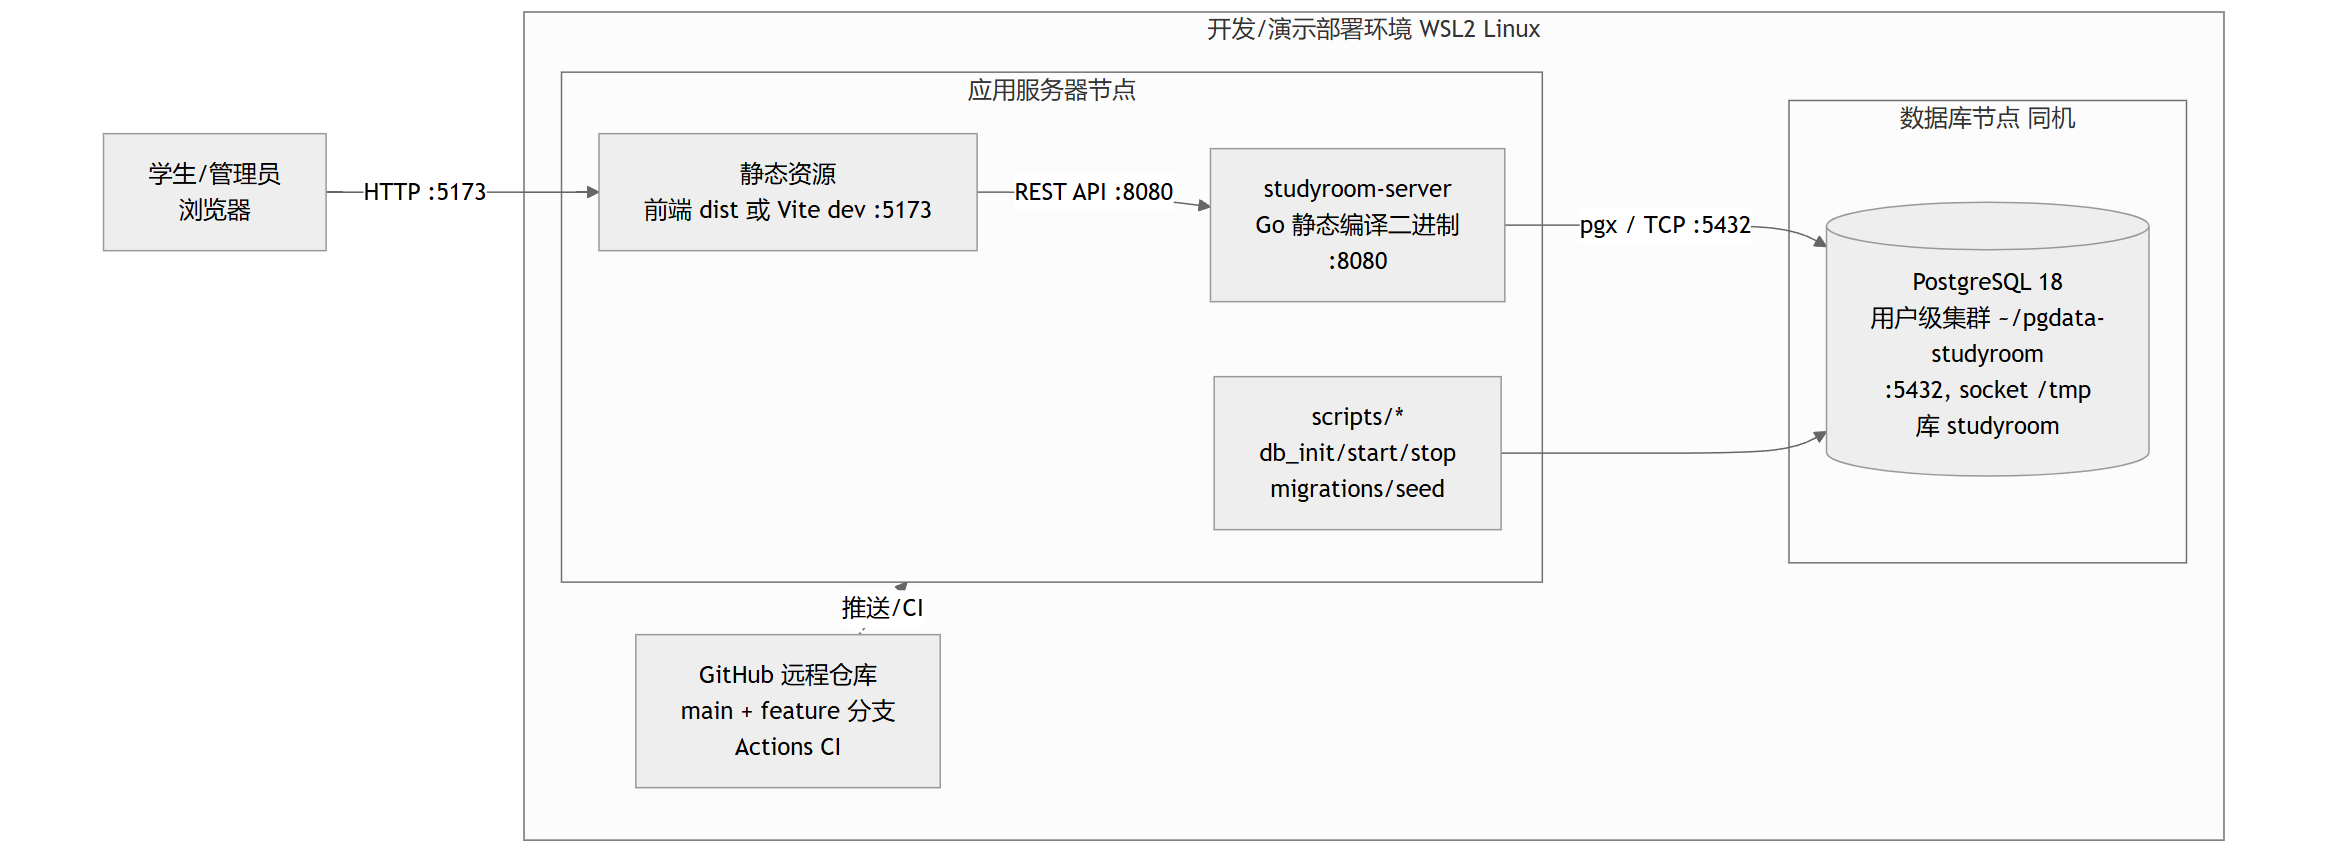 开发/演示部署环境 WSL2 Linux
应用服务器节点
数据库节点 同机
学生/管理员
浏览器
HTTP :5173
静态资源
前端 dist 或 Vite dev :5173
REST API :8080
studyroom-server
Go 静态编译二进制
:8080
pgx / TCP :5432
PostgreSQL 18
用户级集群 ~/pgdata-
studyroom
:5432, socket /tmp
库 studyroom
scripts/*
db_init/start/stop
migrations/seed
推送/CI
GitHub 远程仓库
main + feature 分支
Actions CI